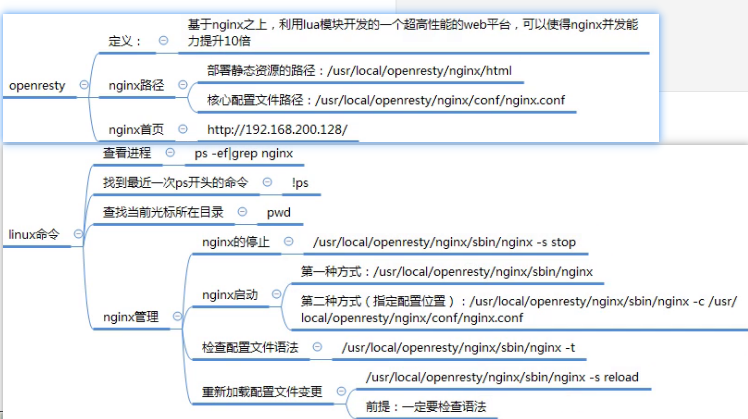 基于nginx之上，利用lua模块开发的一个超高性能的web平台，可以使得nginx并发能
力提升10倍
定义：
openresty
nginx路径
部署静态资源的路径：/usr/local/openresty/nginx/html
核心配置文件路径：/usr/local/openresty/nginx/conf/nginx.conf
nginx首页
http://192.168.200.128/
linux命令
查看进程
ps -ef|grep nginx
找到最近一次ps开头的命令
!ps
查找当前光标所在目录
pwd
nginx管理
nginx的停止
/usr/local/openresty/nginx/sbin/nginx -s stop
nginx启动
第一种方式：/usr/local/openresty/nginx/sbin/nginx
第二种方式（指定配置位置）：/usr/local/openresty/nginx/sbin/nginx -c /usr/
local/openresty/nginx/conf/nginx.conf
检查配置文件语法
/usr/local/openresty/nginx/sbin/nginx -t
重新加载配置文件变更
/usr/local/openresty/nginx/sbin/nginx -s reload
前提：一定要检查语法